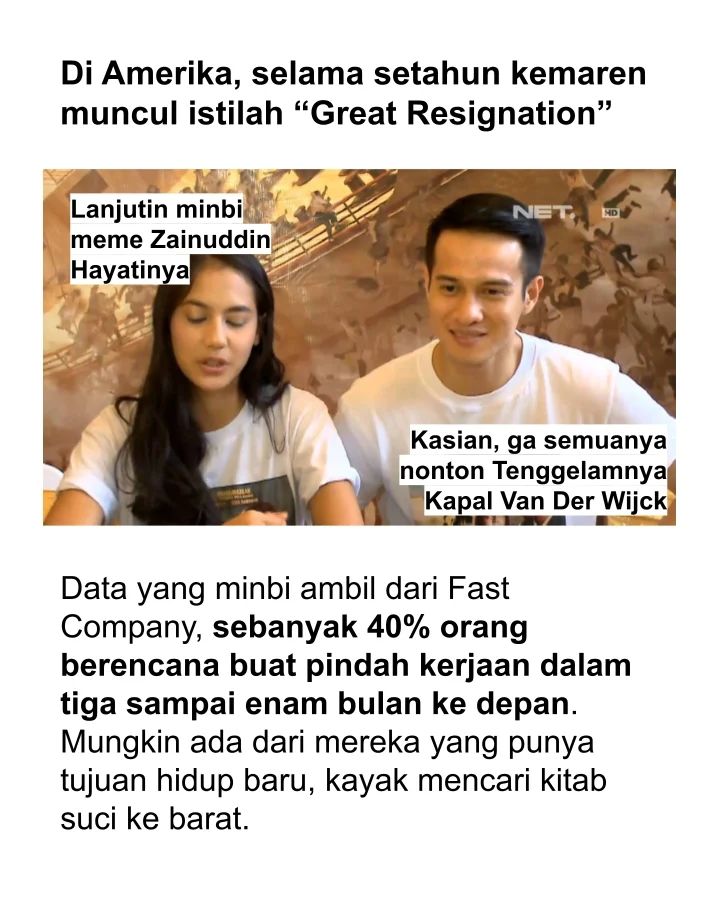 Di Amerika, selama setahun kemaren
muncul istilah “Great Resignation”
Lanjutin minbi
meme Zainuddin
Hayatinya
NET.
HD
Kasian, ga semuanya
nonton Tenggelamnya
Kapal Van Der Wijck
Data yang minbi ambil dari Fast
Company, sebanyak 40% orang
berencana buat pindah kerjaan dalam
tiga sampai enam bulan ke depan.
Mungkin ada dari mereka yang punya
tujuan hidup baru, kayak mencari kitab
suci ke barat.